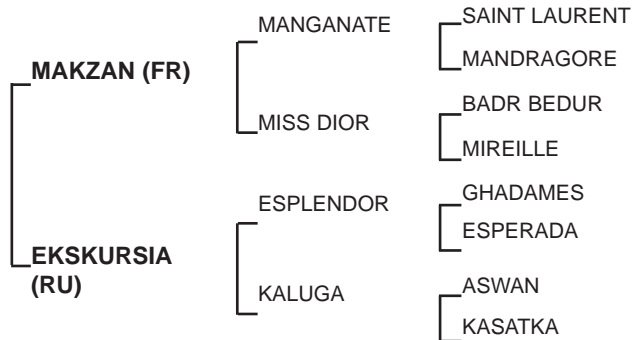 MAKZAN (FR)
MANGANATE
SAINT LAURENT
MANDRAGORE
MISS DIOR
BADR BEDUR
MIREILLE
EKSKURSIA
(RU)
ESPLENDOR
GHADAMES
ESPERADA
KALUGA
ASWAN
KASATKA